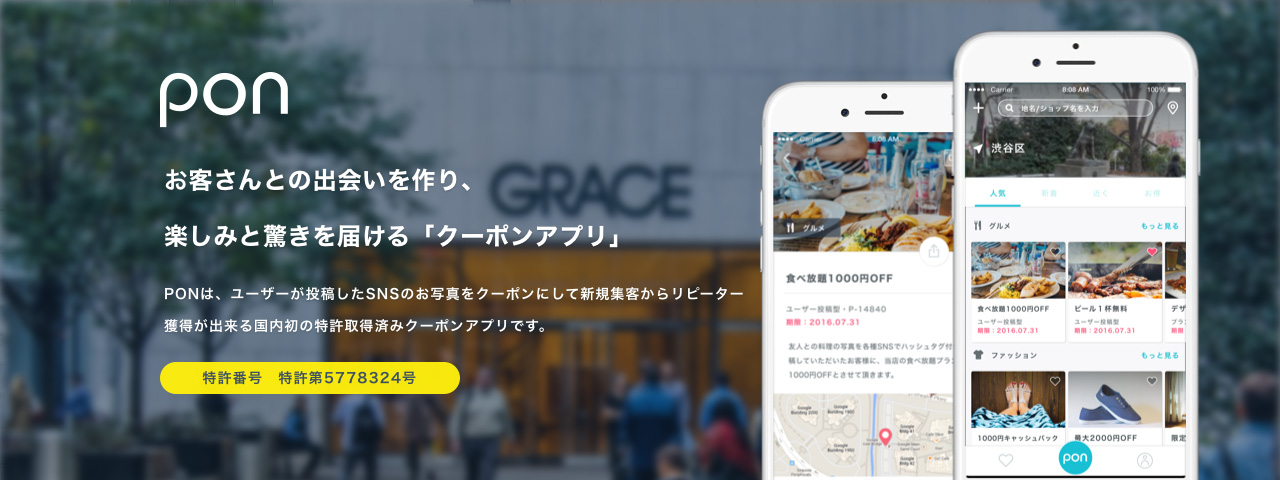 pon
お客さんとの出会いを作り、
楽しみと驚きを届ける「クーポンアプリ」
PONは、ユーザーが投稿したSNSのお写真をクーポンにして新規集客からリピーター
獲得が出来る国内初の特許取得済みクーポンアプリです。
特許番号　特許第5778324号
GRACE
Carrier 8:08 AM
グルメ
食べ放題1000円OFF
ユーザー投稿型・P-14840
期限：2016.07.31
友人との料理の写真を各種SNSでハッシュタグ付
稿していただいたお客様に、当店の食べ放題プラン
1000円OFFとさせて頂きます。
Carrier 8:08 AM 100%
地名/ショップ名を入力
渋谷区
人気 新着 近く お得
グルメ もっと見る
食べ放題1000円OFF ビール１杯無料 デザ
ユーザー投稿型 ユーザー投稿型 プラン
期限：2016.07.31 期限：2016.07.31 期限
ファッション もっと見る
1000円キャッシュバック 最大2000円OFF 限定
pon